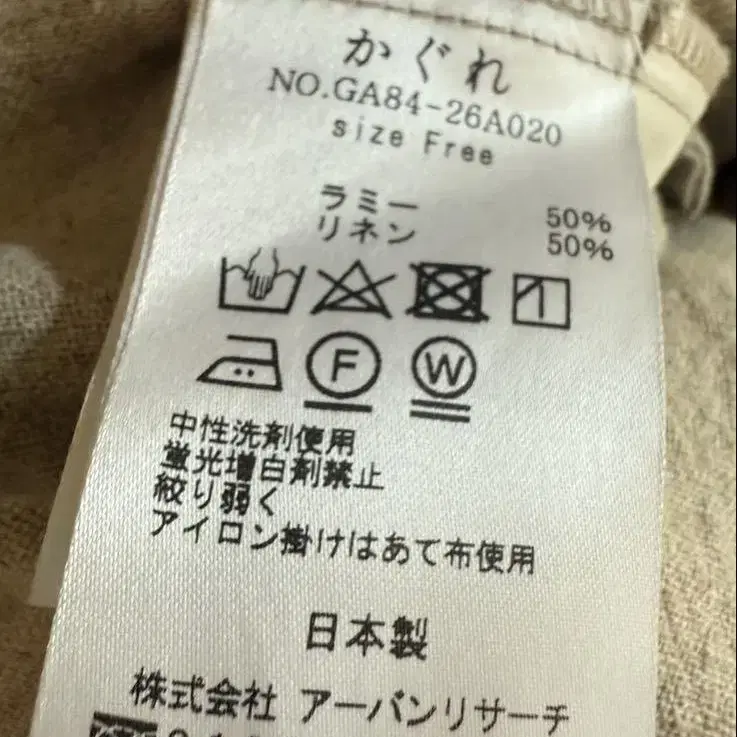 かぐれ
NO.GA84-26A020
size Free
ラミー 50%
リネン 50%
F W
中性洗剤使用
蛍光増白剤禁止
絞り弱く
アイロン掛けはあて布使用
日本製
株式会社 アーバンリサーチ